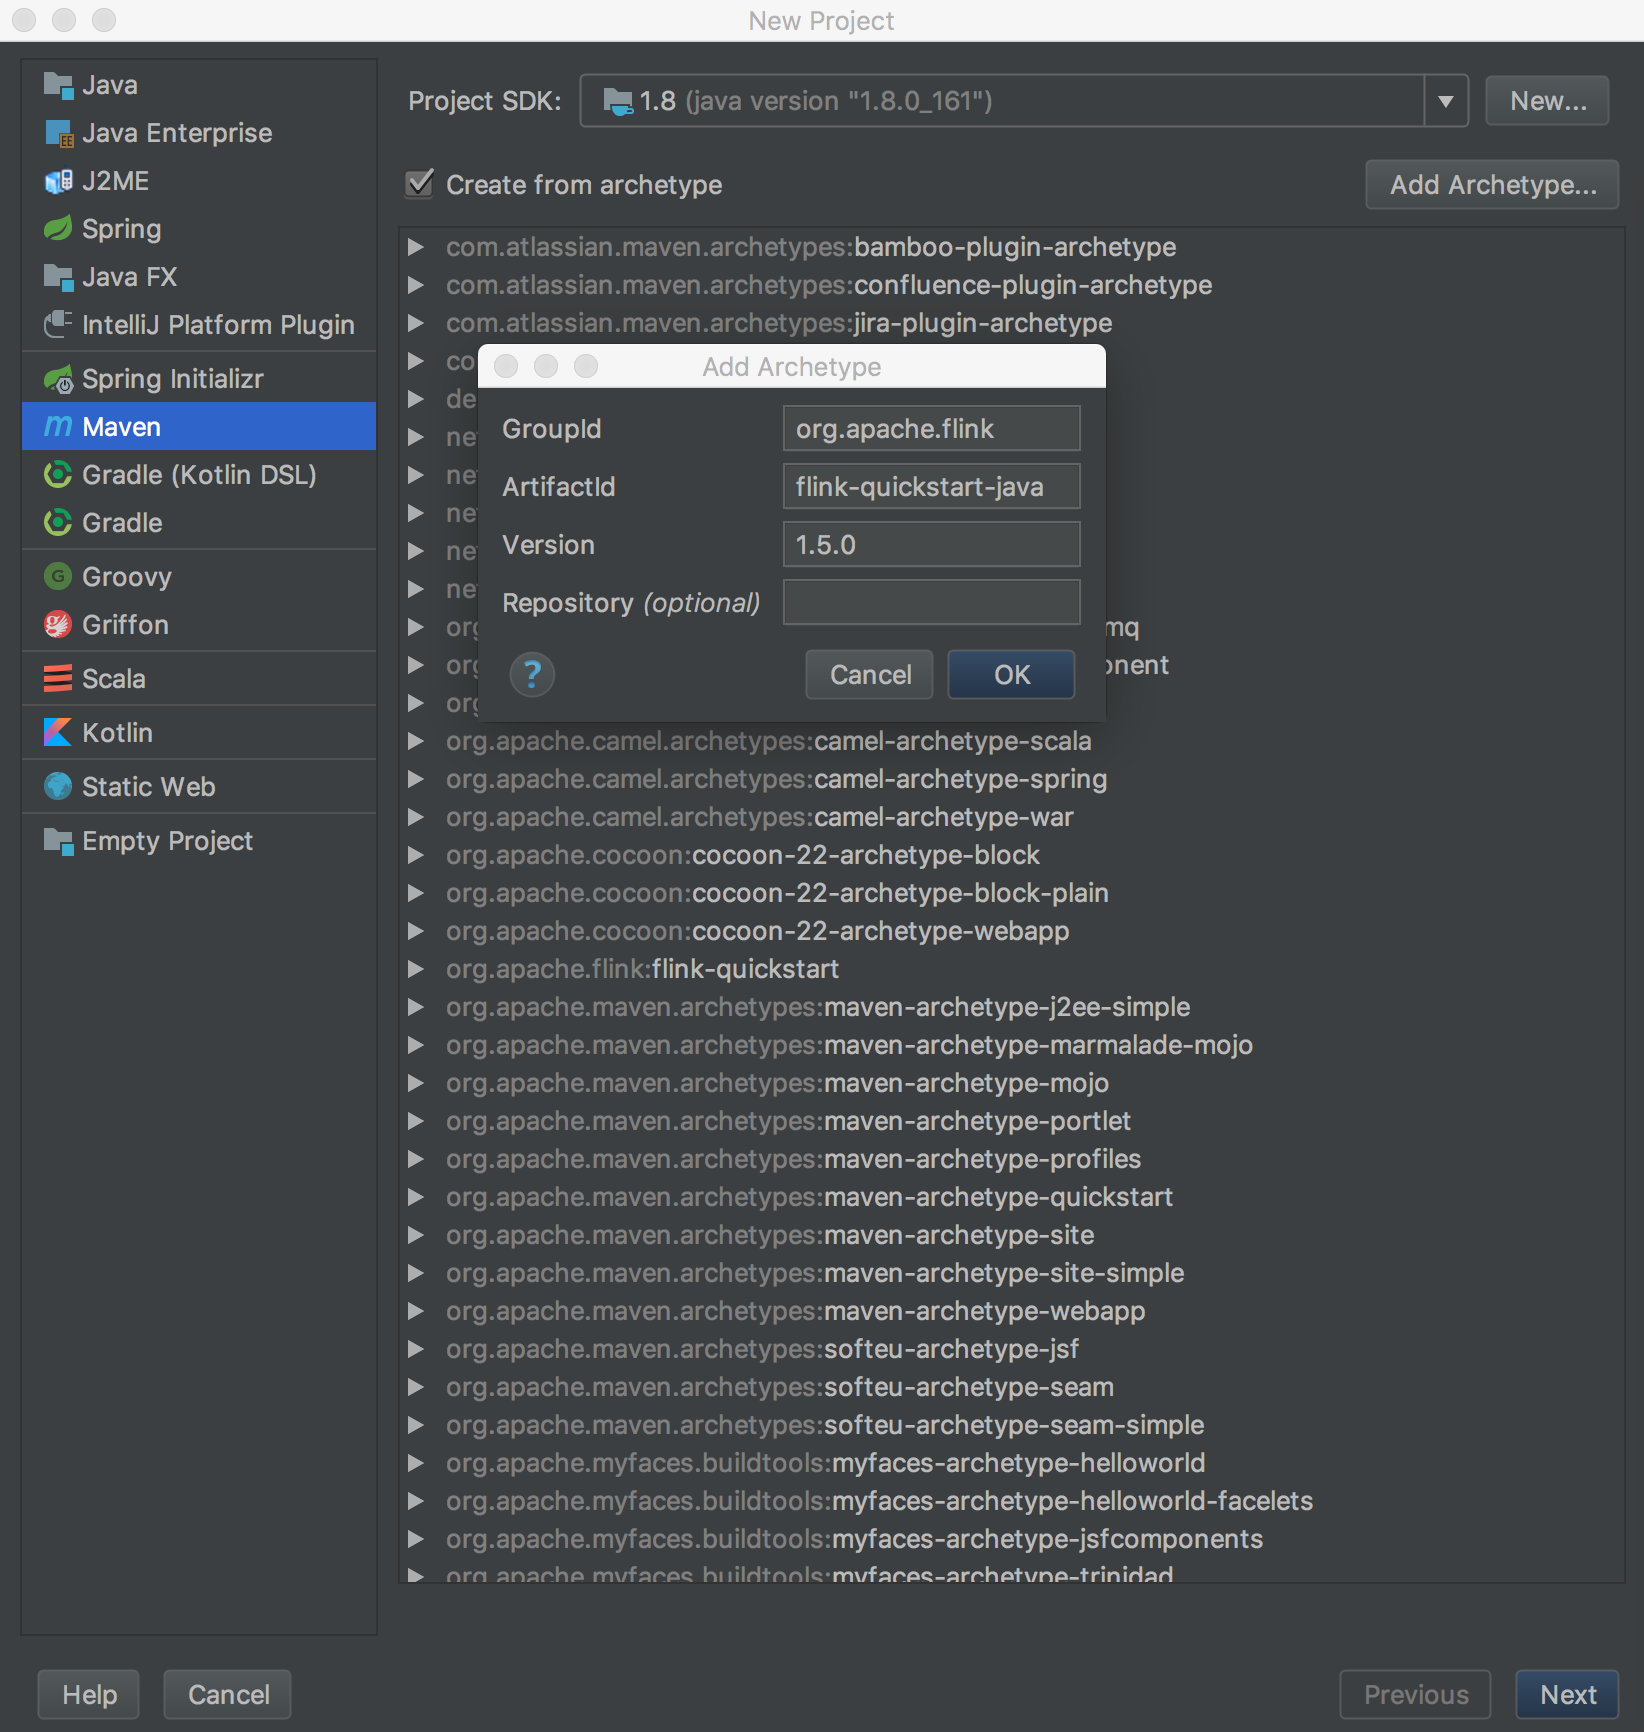 New Project
Java
Java Enterprise
J2ME
Spring
Java FX
IntelliJ Platform Plugin
Spring Initializr
Maven
Gradle (Kotlin DSL)
Gradle
Groovy
Griffon
Scala
Kotlin
Static Web
Empty Project
Project SDK: 1.8 (java version "1.8.0_161") New...
Create from archetype Add Archetype...
com.atlassian.maven.archetypes:bamboo-plugin-archetype
com.atlassian.maven.archetypes:confluence-plugin-archetype
com.atlassian.maven.archetypes:jira-plugin-archetype
Add Archetype
GroupId org.apache.flink
ArtifactId flink-quickstart-java
Version 1.5.0
Repository (optional)
? Cancel OK
org.apache.camel.archetypes:camel-archetype-scala
org.apache.camel.archetypes:camel-archetype-spring
org.apache.camel.archetypes:camel-archetype-war
org.apache.cocoon:cocoon-22-archetype-block
org.apache.cocoon:cocoon-22-archetype-block-plain
org.apache.cocoon:cocoon-22-archetype-webapp
org.apache.flink:flink-quickstart
org.apache.maven.archetypes:maven-archetype-j2ee-simple
org.apache.maven.archetypes:maven-archetype-marmalade-mojo
org.apache.maven.archetypes:maven-archetype-mojo
org.apache.maven.archetypes:maven-archetype-portlet
org.apache.maven.archetypes:maven-archetype-profiles
org.apache.maven.archetypes:maven-archetype-quickstart
org.apache.maven.archetypes:maven-archetype-site
org.apache.maven.archetypes:maven-archetype-site-simple
org.apache.maven.archetypes:maven-archetype-webapp
org.apache.maven.archetypes:softeu-archetype-jsf
org.apache.maven.archetypes:softeu-archetype-seam
org.apache.maven.archetypes:softeu-archetype-seam-simple
org.apache.myfaces.buildtools:myfaces-archetype-helloworld
org.apache.myfaces.buildtools:myfaces-archetype-helloworld-facelets
org.apache.myfaces.buildtools:myfaces-archetype-jsfcomponents
org.apache.myfaces.buildtools:myfaces-archetype-trinidad
Help Cancel Previous Next